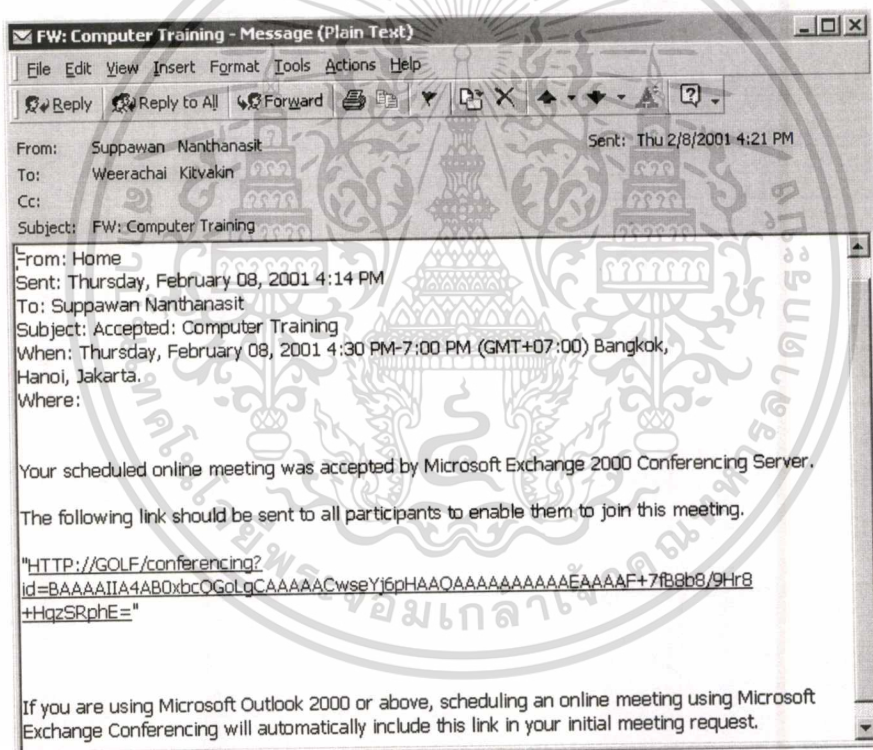 FW: Computer Training - Message (Plain Text)
File Edit View Insert Format Tools Actions Help
Reply Reply to All Forward
From: Suppawan Nanthanasit Sent: Thu 2/8/2001 4:21 PM
To: Weerachai Kitvakin
Cc:
Subject: FW: Computer Training
From: Home
Sent: Thursday, February 08, 2001 4:14 PM
To: Suppawan Nanthanasit
Subject: Accepted: Computer Training
When: Thursday, February 08, 2001 4:30 PM-7:00 PM (GMT+07:00) Bangkok,
Hanoi, Jakarta.
Where:
Your scheduled online meeting was accepted by Microsoft Exchange 2000 Conferencing Server.
The following link should be sent to all participants to enable them to join this meeting.
"HTTP://GOLF/conferencing?
id=BAAAAIIA4AB0xbcQGoLgCAAAAACwseYj6pHAAQAAAAAAAAAAEAAAAF+7fB8b8/9Hr8
+HqzSRphE="
If you are using Microsoft Outlook 2000 or above, scheduling an online meeting using Microsoft
Exchange Conferencing will automatically include this link in your initial meeting request.